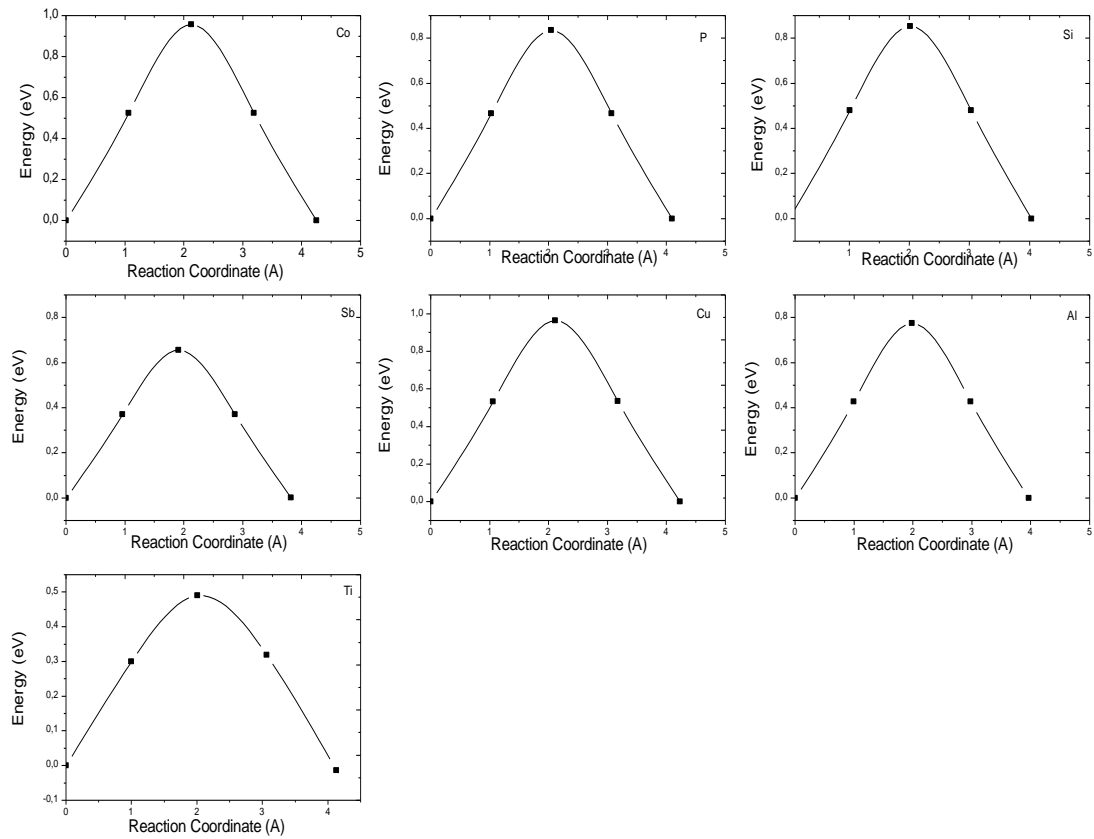 Co
Energy (eV)
1,0
0,8
0,6
0,4
0,2
0,0
0 1 2 3 4 5
Reaction Coordinate (A)
P
Energy (eV)
0,8
0,6
0,4
0,2
0,0
0 1 2 3 4 5
Reaction Coordinate (A)
Si
Energy (eV)
0,8
0,6
0,4
0,2
0,0
1 2 3 4 5
Reaction Coordinate (A)
Sb
Energy (eV)
0,8
0,6
0,4
0,2
0,0
0 1 2 3 4 5
Reaction Coordinate (A)
Cu
Energy (eV)
1,0
0,8
0,6
0,4
0,2
0,0
0 1 2 3 4 5
Reaction Coordinate (A)
Al
Energy (eV)
0,8
0,6
0,4
0,2
0,0
0 1 2 3 4 5
Reaction Coordinate (A)
Ti
Energy (eV)
0,5
0,4
0,3
0,2
0,1
0,0
-0,1
0 1 2 3 4
Reaction Coordinate (A)